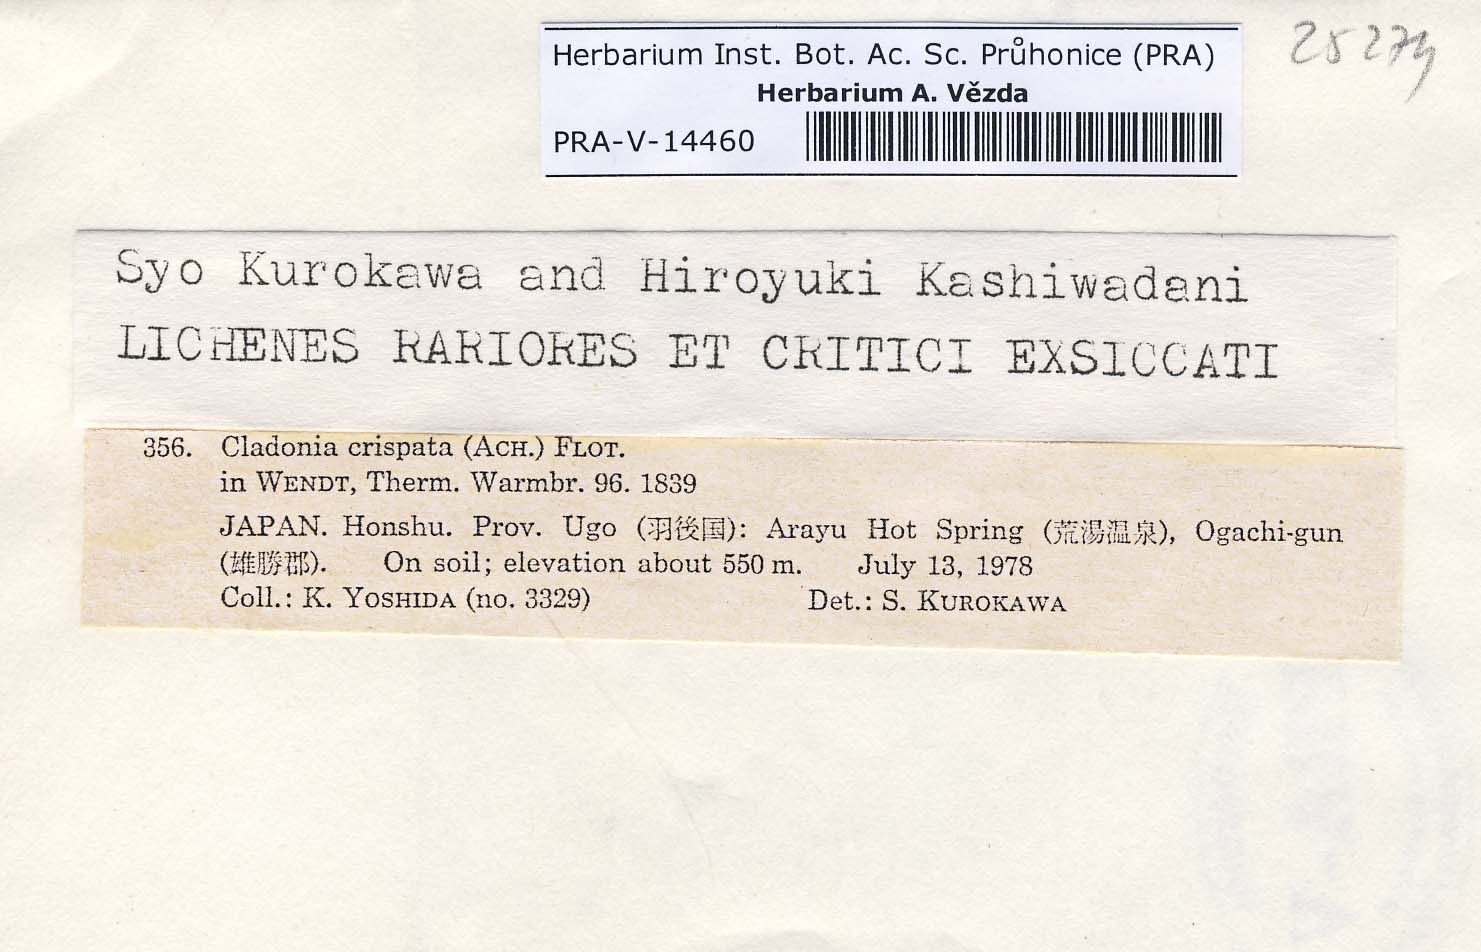 Herbarium Inst. Bot. Ac. Sc. Průhonice (PRA)
Herbarium A. Vězda
PRA-V-14460
Syo Kurokawa and Hiroyuki Kashiwadani
LICHENES RARIORES ET CRITICI EXSICCATI
356. Cladonia crispata (ACH.) FLOT.
in WENDT, Therm. Warmbr. 96. 1839
JAPAN. Honshu. Prov. Ugo (羽後国): Arayu Hot Spring (荒湯温泉), Ogachi-gun
(雄勝郡). On soil; elevation about 550 m. July 13, 1978
Coll.: K. YOSHIDA (no. 3329) Det.: S. KUROKAWA